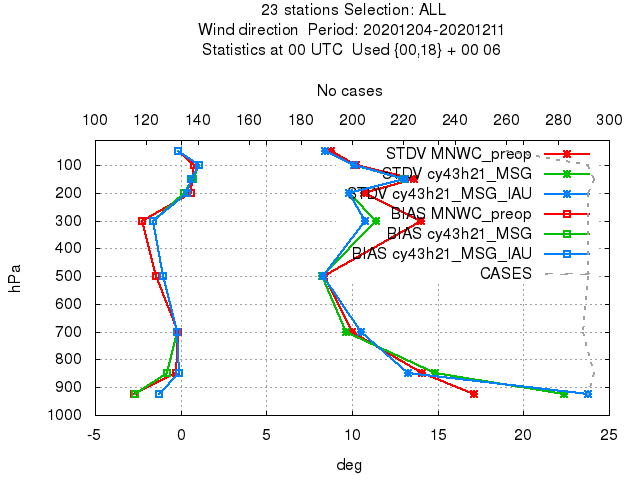 23 stations Selection: ALL
Wind direction  Period: 20201204-20201211
Statistics at 00 UTC  Used {00,18} + 00 06
No cases
100 120 140 160 180 200 220 240 260 280 300
STDV MNWC_preop
STDV cy43h21_MSG
STDV cy43h21_MSG_IAU
BIAS MNWC_preop
BIAS cy43h21_MSG
BIAS cy43h21_MSG_IAU
CASES
100
200
300
400
500
600
700
800
900
1000
hPa
-5 0 5 10 15 20 25
deg